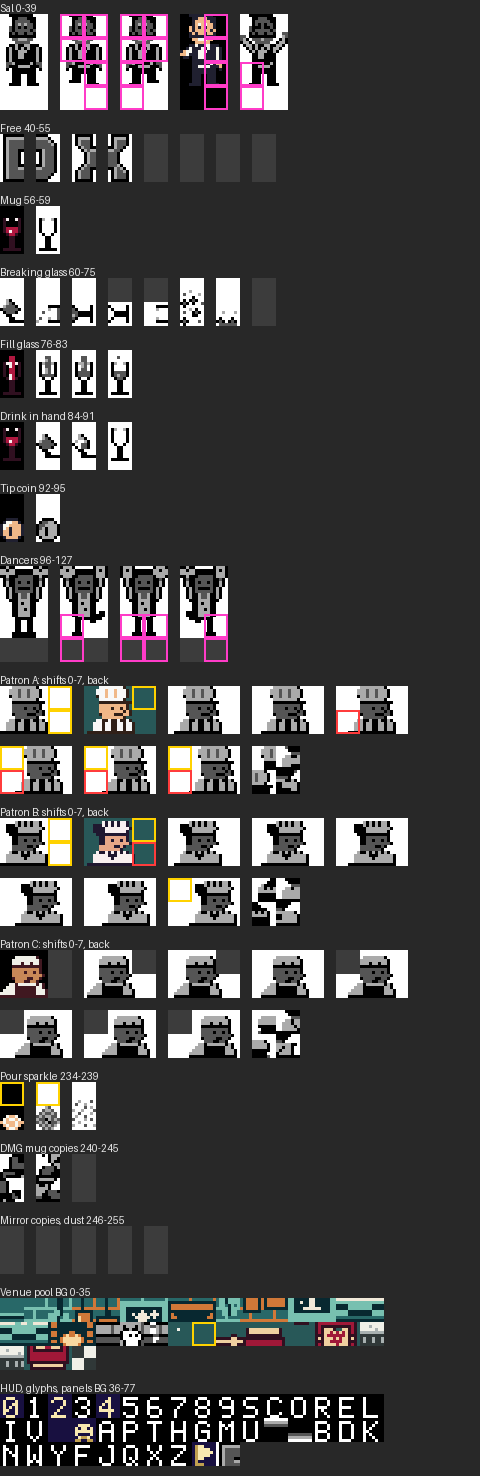 Sal 0-39
Free 40-55
Mug 56-59
Breaking glass 60-75
Fill glass 76-83
Drink in hand 84-91
Tip coin 92-95
Dancers 96-127
Patron A: shifts 0-7, back
Patron B: shifts 0-7, back
Patron C: shifts 0-7, back
Pour sparkle 234-239
DMG mug copies 240-245
Mirror copies, dust 246-255
Venue pool BG 0-35
HUD, glyphs, panels BG 36-77
0123456789SCOREL
IV APTHGMU BDK
NWYFJQXZ